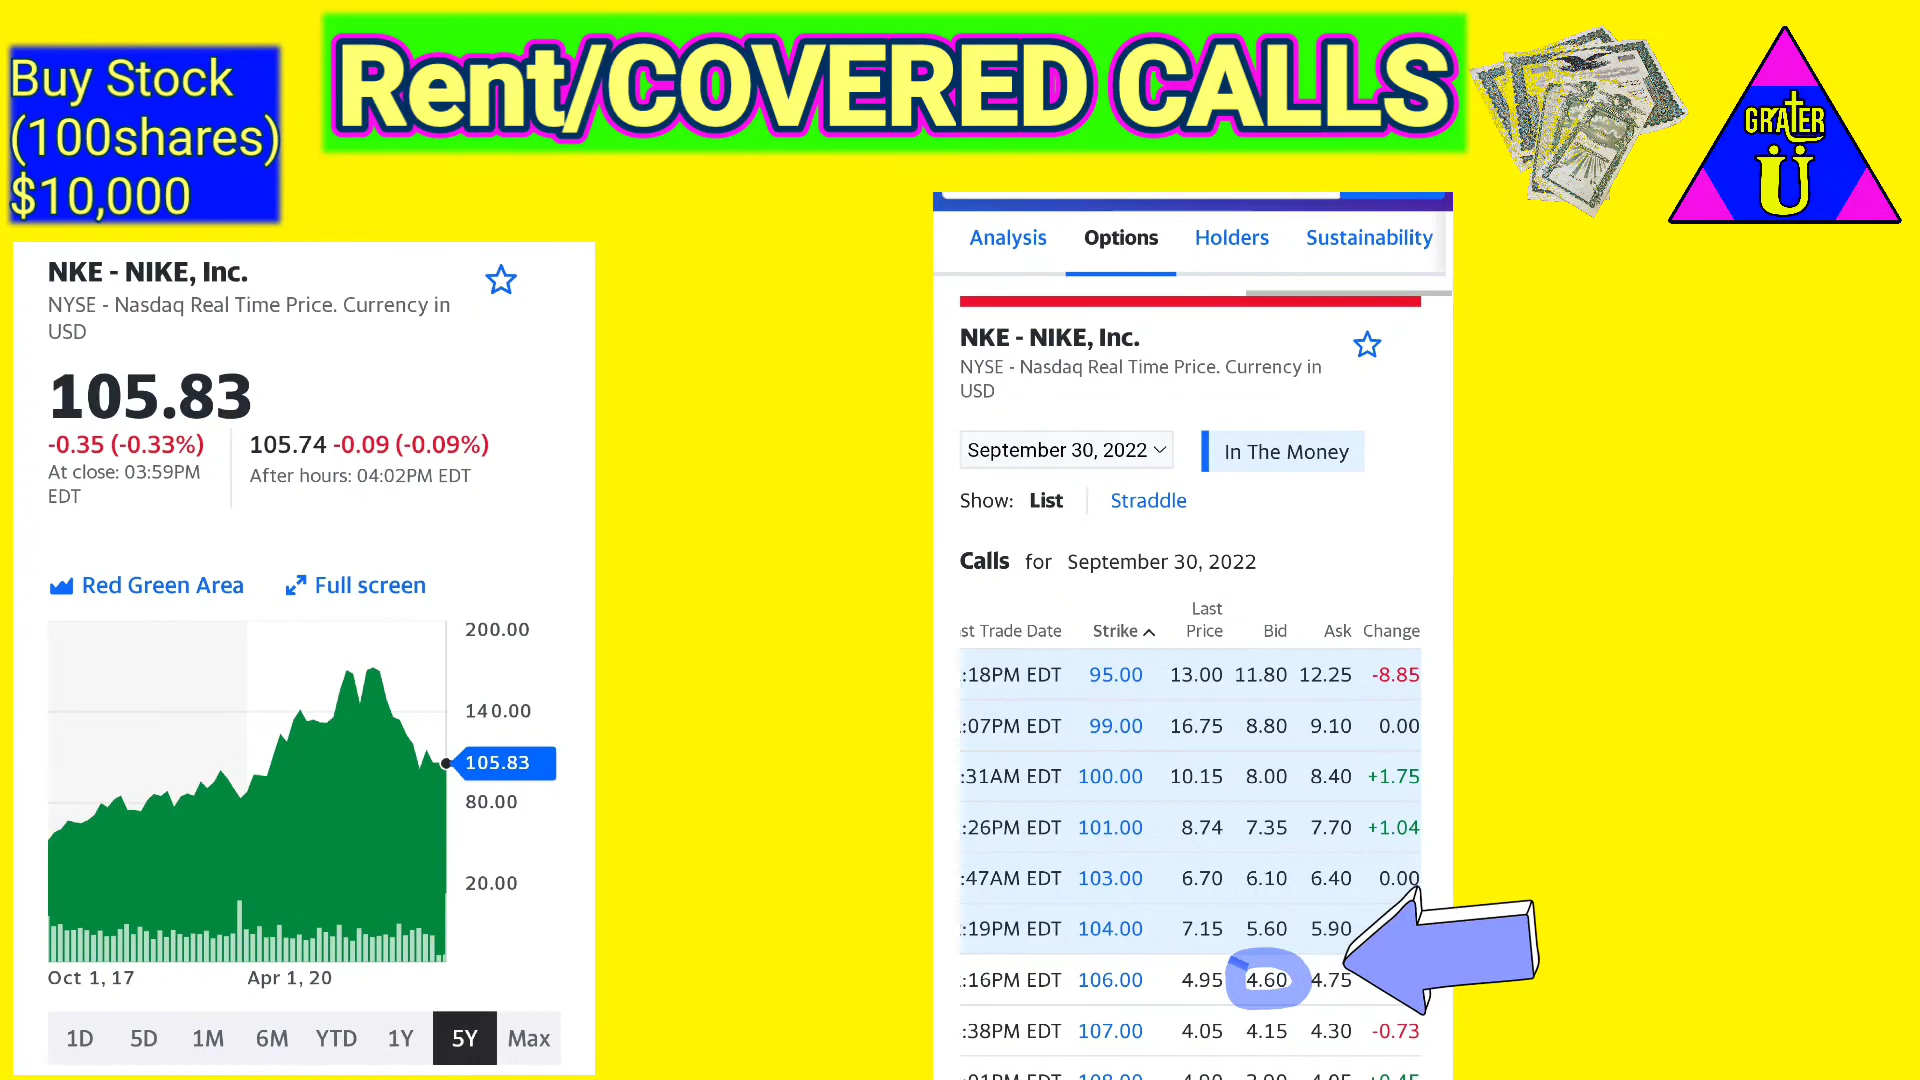 Rent/COVERED CALLS
Buy Stock
(100shares)
$10,000
GRATER
Ü
NKE - NIKE, Inc.
NYSE - Nasdaq Real Time Price. Currency in
USD
105.83
-0.35 (-0.33%)
At close: 03:59PM
EDT
105.74 -0.09 (-0.09%)
After hours: 04:02PM EDT
Red Green Area
Full screen
200.00
140.00
105.83
80.00
20.00
Oct 1, 17
Apr 1, 20
1D 5D 1M 6M YTD 1Y 5Y Max
Analysis Options Holders Sustainability
NKE - NIKE, Inc.
NYSE - Nasdaq Real Time Price. Currency in
USD
September 30, 2022
In The Money
Show: List Straddle
Calls for September 30, 2022
st Trade Date Strike Last Price Bid Ask Change
:18PM EDT 95.00 13.00 11.80 12.25 -8.85
:07PM EDT 99.00 16.75 8.80 9.10 0.00
:31AM EDT 100.00 10.15 8.00 8.40 +1.75
:26PM EDT 101.00 8.74 7.35 7.70 +1.04
:47AM EDT 103.00 6.70 6.10 6.40 0.00
:19PM EDT 104.00 7.15 5.60 5.90
:16PM EDT 106.00 4.95 4.60 4.75
:38PM EDT 107.00 4.05 4.15 4.30 -0.73